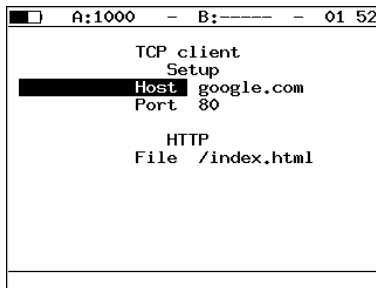 A:1000 - B:----- - 01 52
TCP client
Setup
Host google.com
Port 80
HTTP
File /index.html